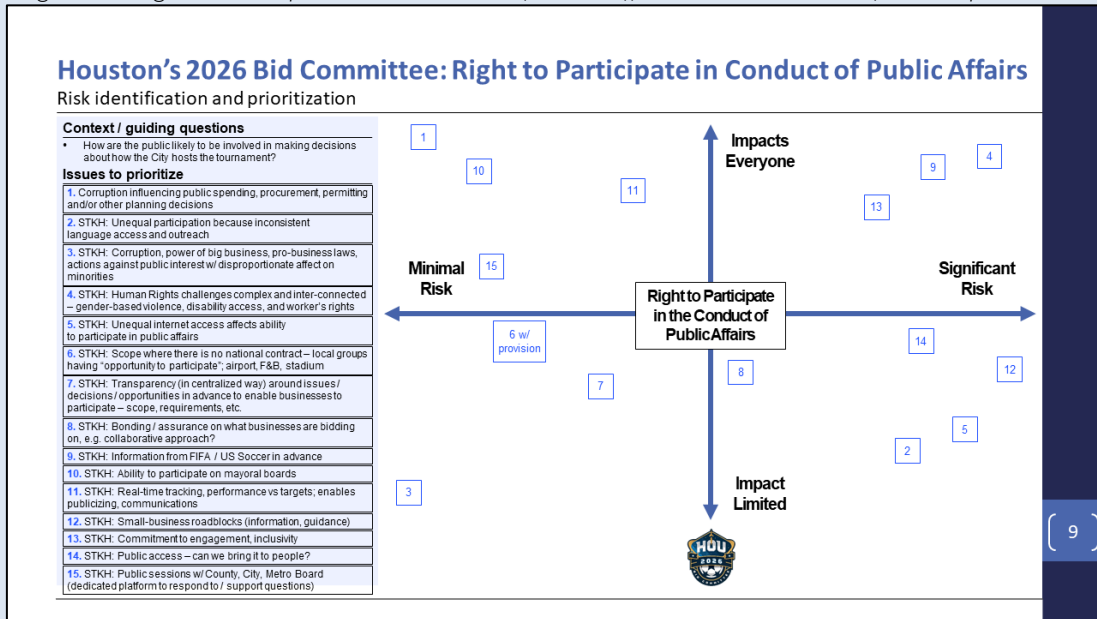 Houston's 2026 Bid Committee: Right to Participate in Conduct of Public Affairs
Risk identification and prioritization
Context / guiding questions
• How are the public likely to be involved in making decisions
about how the City hosts the tournament?
Issues to prioritize
1. Corruption influencing public spending, procurement, permitting
and/or other planning decisions
2. STKH: Unequal participation because inconsistent
language access and outreach
3. STKH: Corruption, power of big business, pro-business laws,
actions against public interest w/ disproportionate affect on
minorities
4. STKH: Human Rights challenges complex and inter-connected
– gender-based violence, disability access, and worker's rights
5. STKH: Unequal internet access affects ability
to participate in public affairs
6. STKH: Scope where there is no national contract – local groups
having "opportunity to participate"; airport, F&B, stadium
7. STKH: Transparency (in centralized way) around issues /
decisions / opportunities in advance to enable businesses to
participate – scope, requirements, etc.
8. STKH: Bonding / assurance on what businesses are bidding
on, e.g. collaborative approach?
9. STKH: Information from FIFA / US Soccer in advance
10. STKH: Ability to participate on mayoral boards
11. STKH: Real-time tracking, performance vs targets; enables
publicizing, communications
12. STKH: Small-business roadblocks (information, guidance)
13. STKH: Commitment to engagement, inclusivity
14. STKH: Public access – can we bring it to people?
15. STKH: Public sessions w/ County, City, Metro Board
(dedicated platform to respond to / support questions)
1
10
11
Impacts
Everyone
9
4
13
15
Minimal
Risk
Significant
Risk
Right to Participate
in the Conduct of
Public Affairs
6 w/
provision
7
8
14
12
5
2
3
Impact
Limited
HOU
2026
9